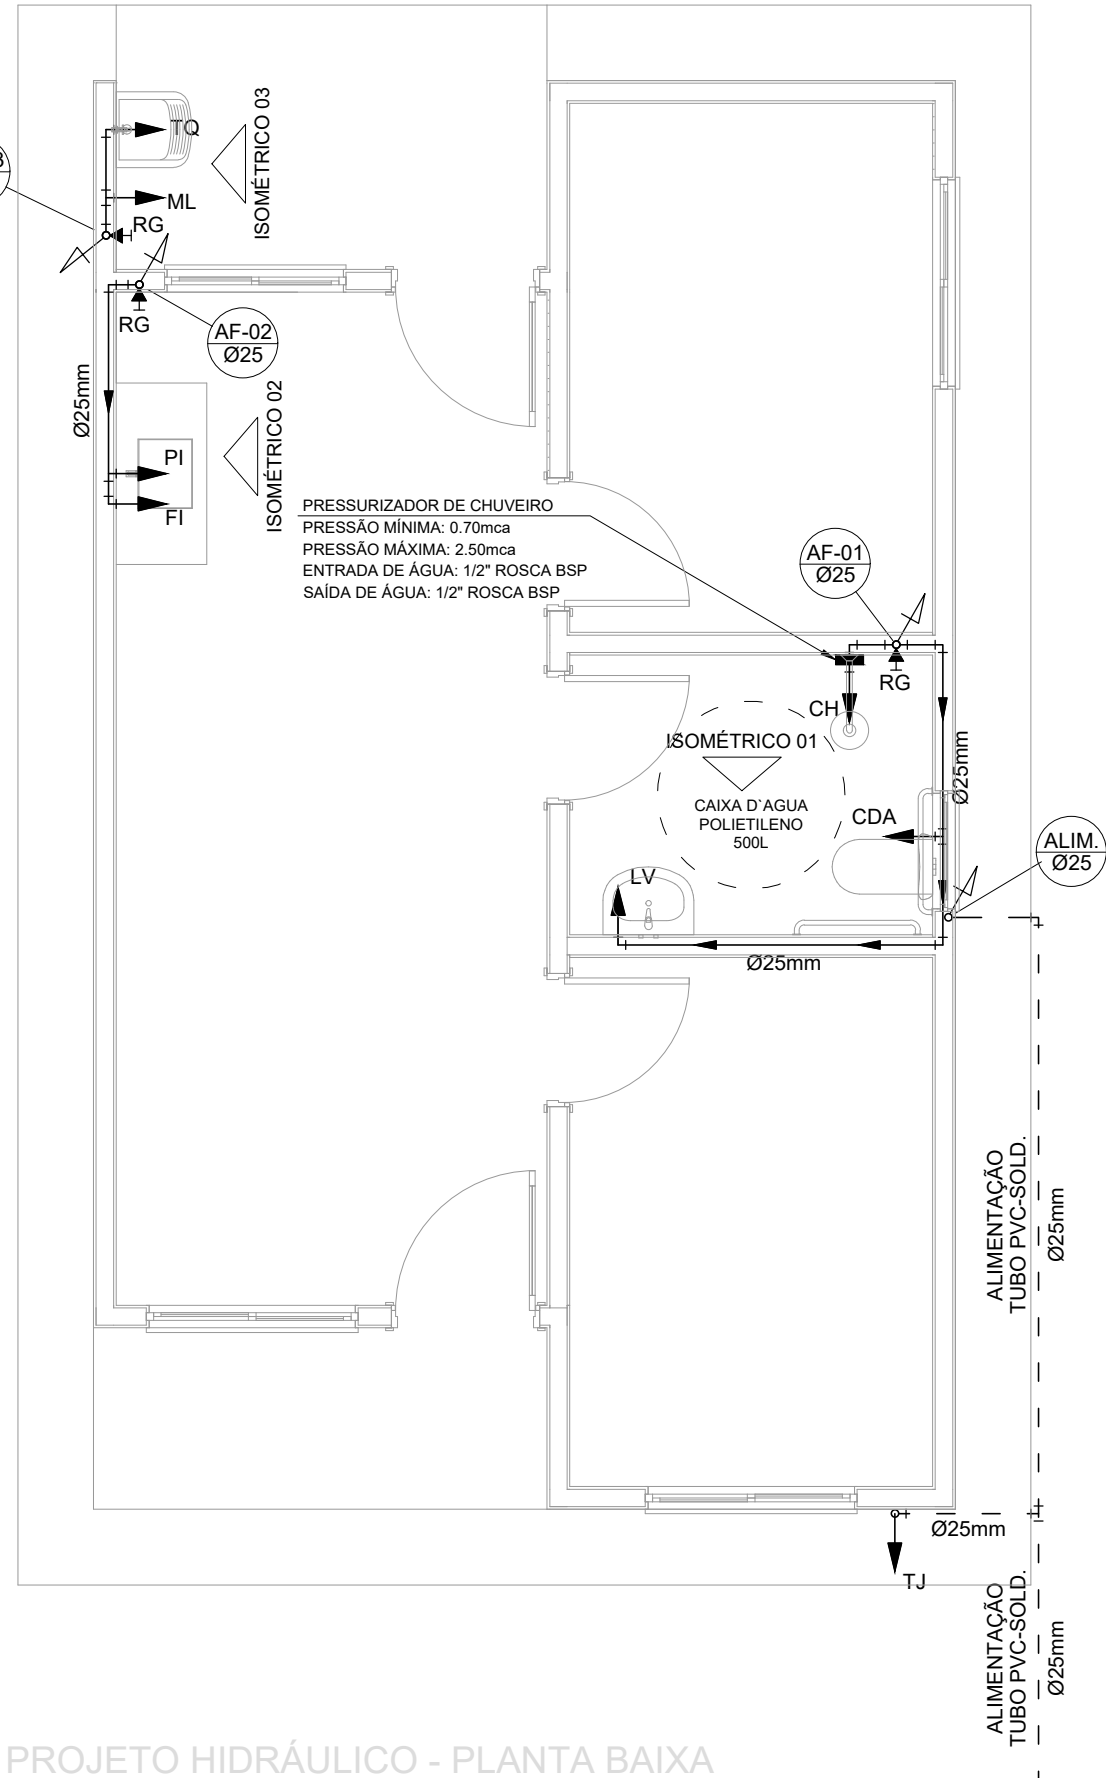 TQ
ISOMÉTRICO 03
ML
RG
RG
AF-02
Ø25
Ø25mm
ISOMÉTRICO 02
PI
FI
PRESSURIZADOR DE CHUVEIRO
PRESSÃO MÍNIMA: 0.70mca
PRESSÃO MÁXIMA: 2.50mca
ENTRADA DE ÁGUA: 1/2" ROSCA BSP
SAÍDA DE ÁGUA: 1/2" ROSCA BSP
AF-01
Ø25
RG
CH
ISOMÉTRICO 01
Ø25mm
CAIXA D`AGUA
POLIETILENO
500L
CDA
ALIM.
Ø25
LV
Ø25mm
ALIMENTAÇÃO
TUBO PVC-SOLD.
Ø25mm
Ø25mm
TJ
ALIMENTAÇÃO
TUBO PVC-SOLD.
Ø25mm
PROJETO HIDRÁULICO - PLANTA BAIXA